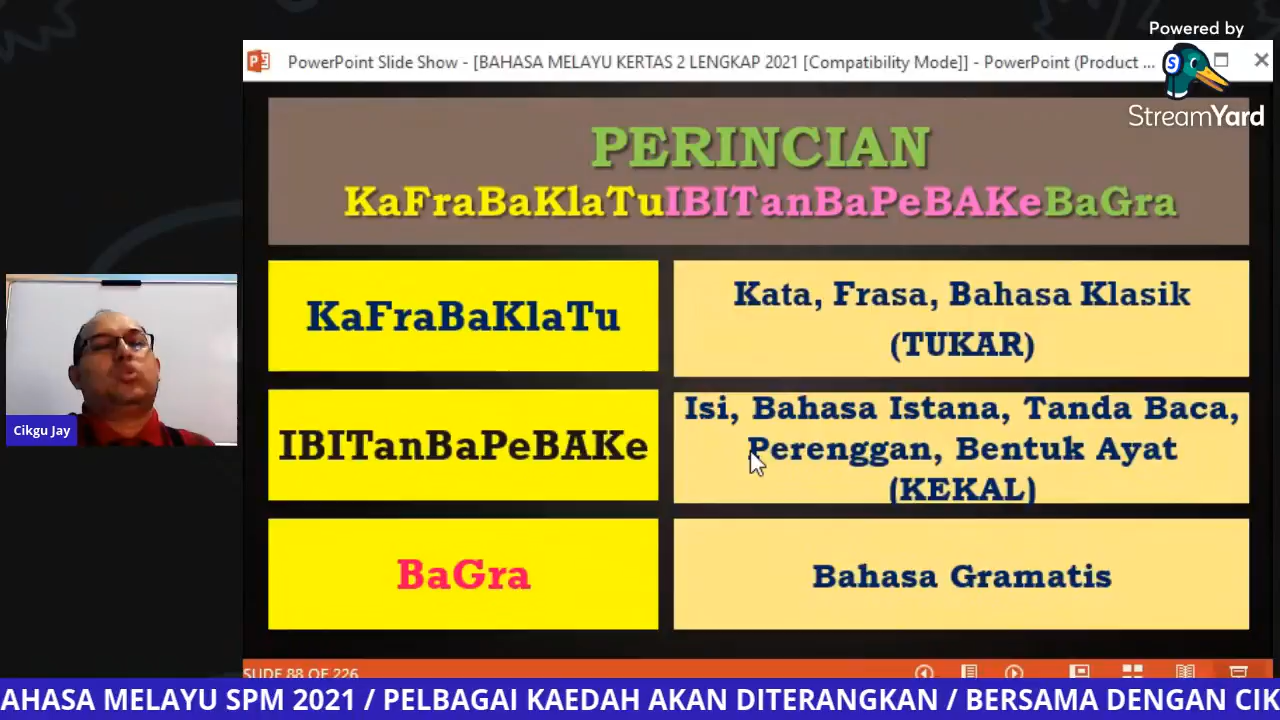 Powered by
StreamYard
PowerPoint Slide Show - [BAHASA MELAYU KERTAS 2 LENGKAP 2021 [Compatibility Mode]] - PowerPoint (Product ...
PERINCIAN
KaFraBaKlaTuIBITanBaPeBAKeBaGra
KaFraBaKlaTu
Kata, Frasa, Bahasa Klasik
(TUKAR)
IBITanBaPeBAKe
Isi, Bahasa Istana, Tanda Baca,
Perenggan, Bentuk Ayat
(KEKAL)
BaGra
Bahasa Gramatis
Cikgu Jay
SLIDE 88 OF 226
AHASA MELAYU SPM 2021 / PELBAGAI KAEDAH AKAN DITERANGKAN / BERSAMA DENGAN CIK